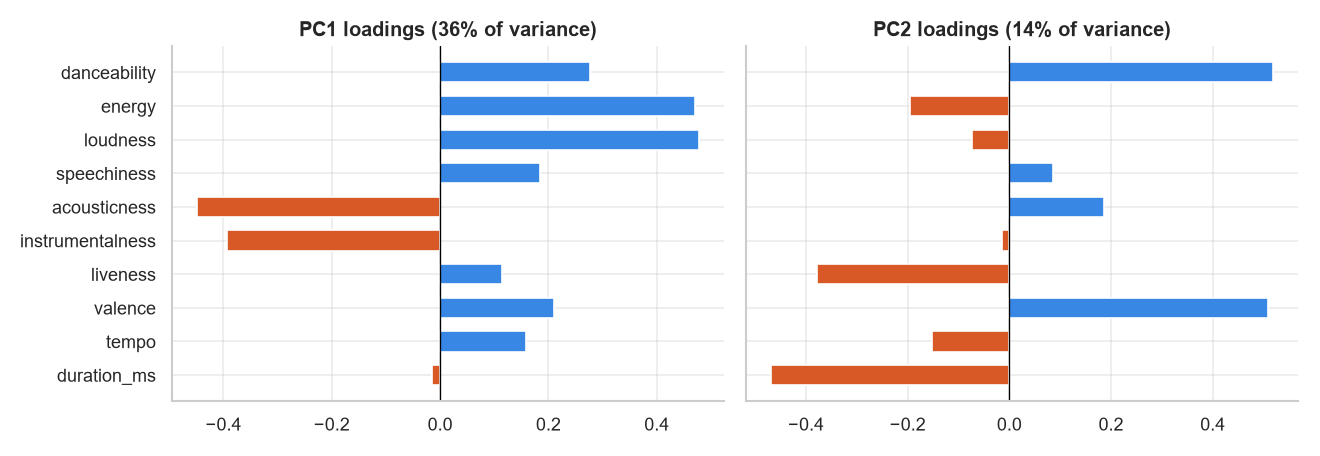 PC1 loadings (36% of variance)
PC2 loadings (14% of variance)
danceability
energy
loudness
speechiness
acousticness
instrumentalness
liveness
valence
tempo
duration_ms
−0.4 −0.2 0.0 0.2 0.4
−0.4 −0.2 0.0 0.2 0.4